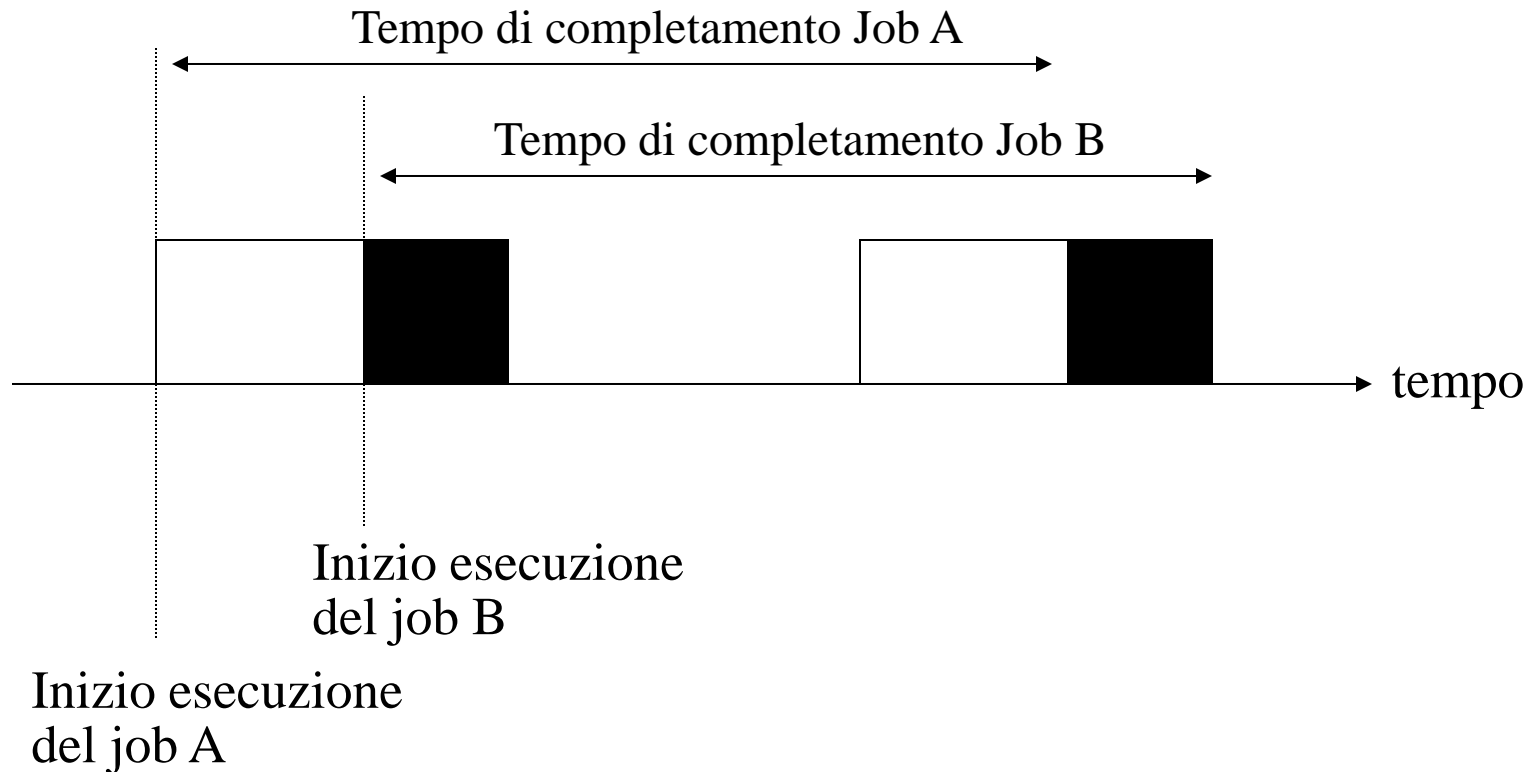 Tempo di completamento Job A
Tempo di completamento Job B
tempo
Inizio esecuzione
del job B
Inizio esecuzione
del job A